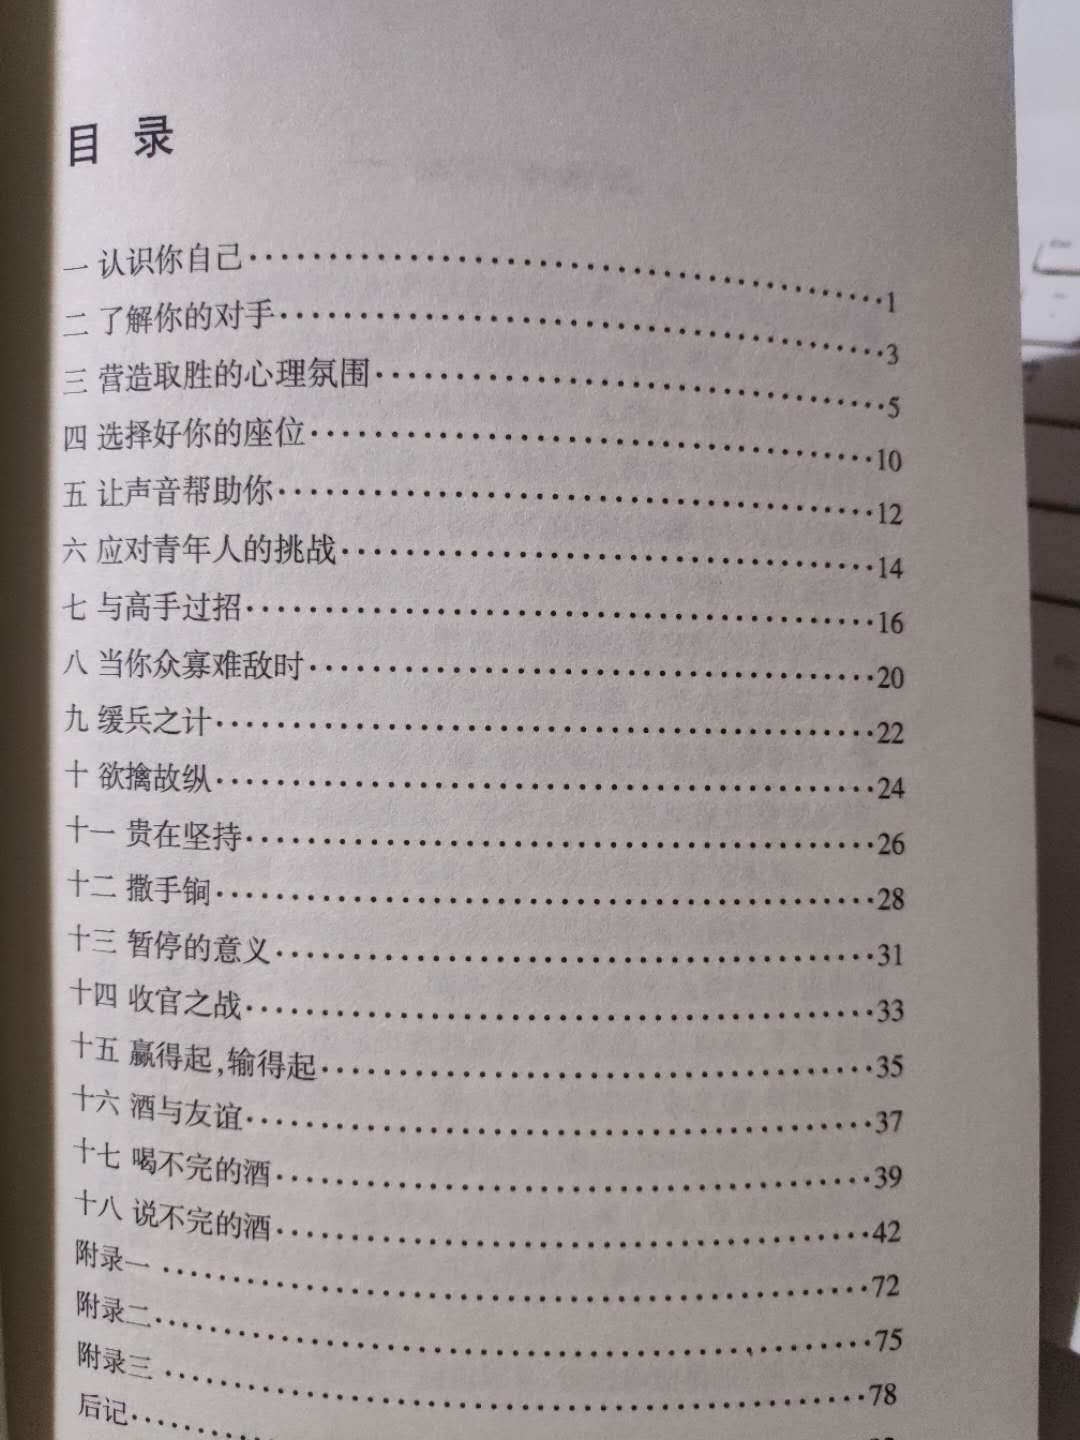 目 录
一 认识你自己········1
二 了解你的对手········3
三 营造取胜的心理氛围········5
四 选择好你的座位········10
五 让声音帮助你········12
六 应对青年人的挑战········14
七 与高手过招········16
八 当你众寡难敌时········20
九 缓兵之计········22
十 欲擒故纵········24
十一 贵在坚持········26
十二 撒手锏········28
十三 暂停的意义········31
十四 收官之战········33
十五 赢得起,输得起········35
十六 酒与友谊········37
十七 喝不完的酒········39
十八 说不完的酒········42
附录一········72
附录二········75
附录三········78
后记········